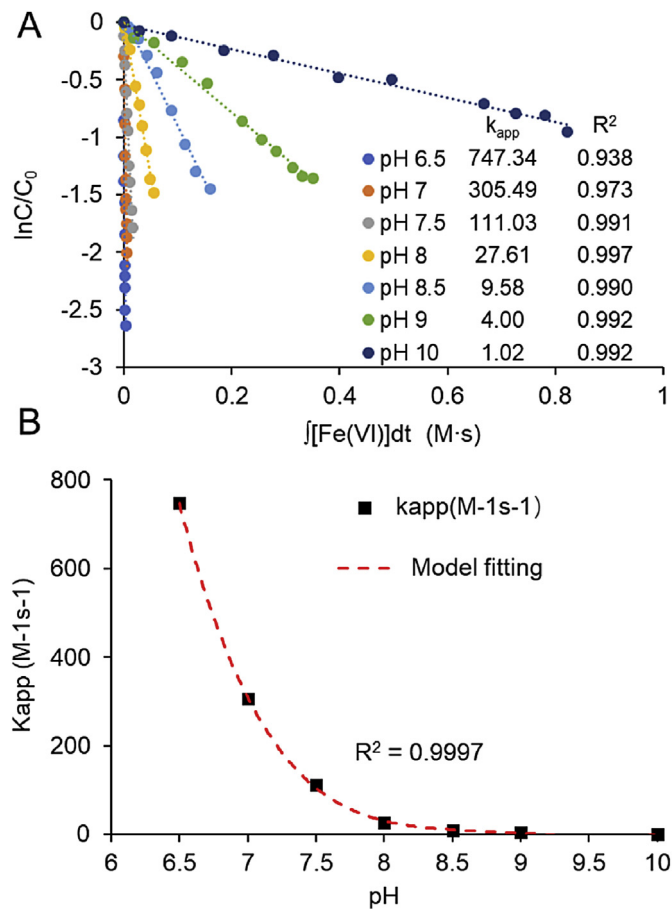 A
0
-0.5
-1
-1.5
-2
-2.5
-3
lnC/C0
kapp R2
pH 6.5 747.34 0.938
pH 7 305.49 0.973
pH 7.5 111.03 0.991
pH 8 27.61 0.997
pH 8.5 9.58 0.990
pH 9 4.00 0.992
pH 10 1.02 0.992
0 0.2 0.4 0.6 0.8 1
∫[Fe(VI)]dt (M·s)
B
800
600
400
200
0
Kapp (M-1s-1)
kapp(M-1s-1)
Model fitting
R2 = 0.9997
6 6.5 7 7.5 8 8.5 9 9.5 10
pH